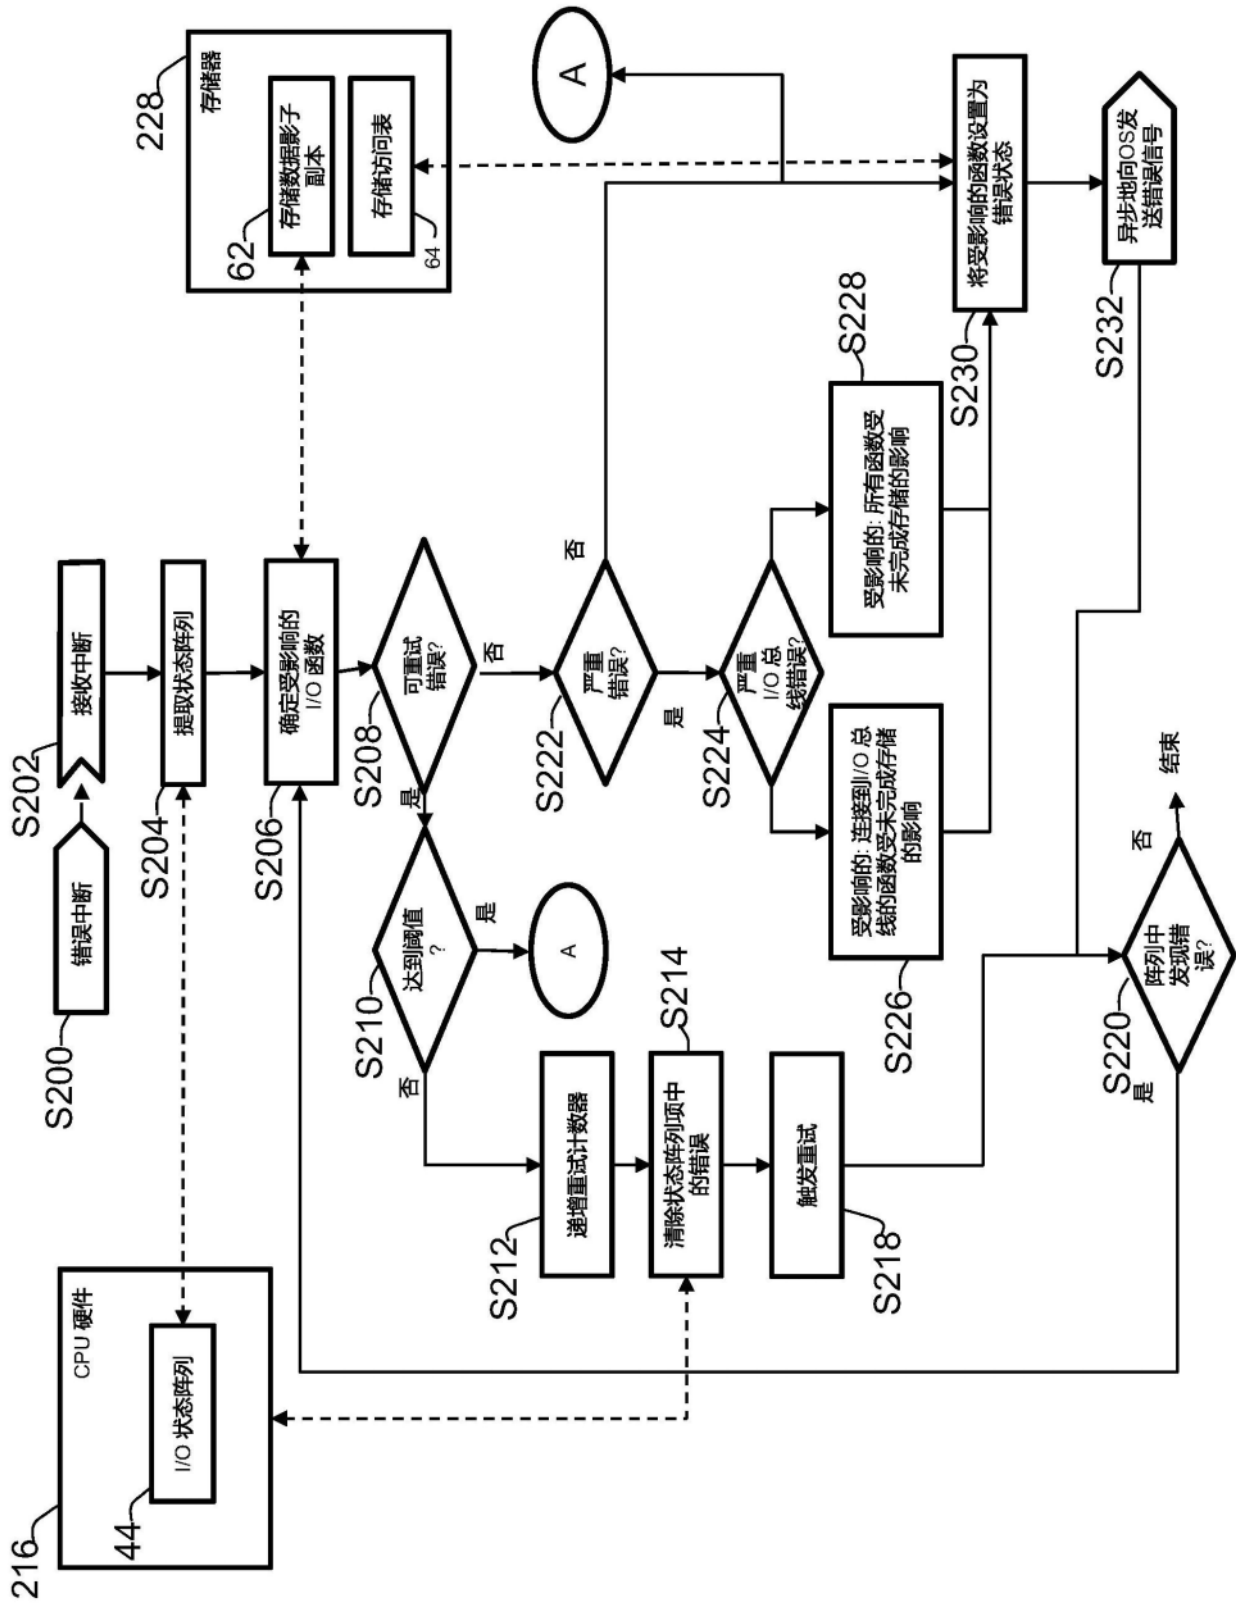 216
CPU 硬件
44
I/O 状态阵列
S200
错误中断
S202
接收中断
S204
提取状态阵列
S206
确定受影响的
I/O 函数
228
存储器
62
存储数据影子
副本
存储访问表
64
S208
可重试
错误?
是
否
S210
达到阈值
?
否
是
A
S212
递增重试计数器
S214
清除状态阵列项中
的错误
S218
触发重试
S222
严重
错误?
否
是
A
S224
严重
I/O 总
线错误?
S226
受影响的: 连接到I/O 总
线的函数受未完成存储
的影响
S228
受影响的: 所有函数受
未完成存储的影响
S230
将受影响的函数设置为
错误状态
S232
异步地向OS发
送错误信号
S220
阵列中
发现错
误?
是
否
结束